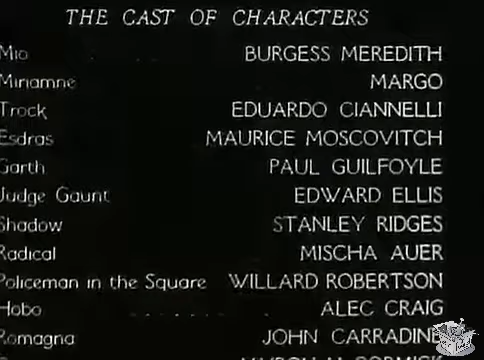 THE CAST OF CHARACTERS
Mio BURGESS MEREDITH
Miriamne MARGO
Trock EDUARDO CIANNELLI
Esdras MAURICE MOSCOVITCH
Garth PAUL GUILFOYLE
Judge Gaunt EDWARD ELLIS
Shadow STANLEY RIDGES
Radical MISCHA AUER
Policeman in the Square WILLARD ROBERTSON
Hobo ALEC CRAIG
Romagna JOHN CARRADINE